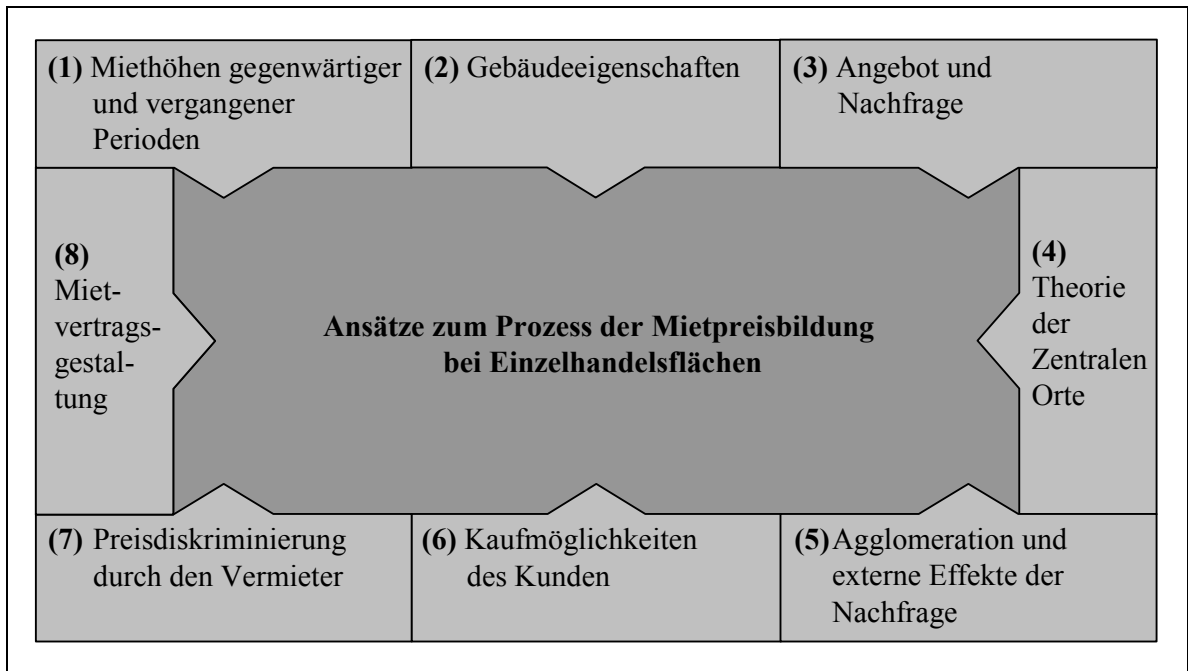 (1) Miethöhen gegenwärtiger
und vergangener
Perioden
(2) Gebäudeeigenschaften
(3) Angebot und
Nachfrage
(4)
Theorie
der
Zentralen
Orte
(8)
Miet-
vertrags-
gestal-
tung
Ansätze zum Prozess der Mietpreisbildung
bei Einzelhandelsflächen
(7) Preisdiskriminierung
durch den Vermieter
(6) Kaufmöglichkeiten
des Kunden
(5) Agglomeration und
externe Effekte der
Nachfrage